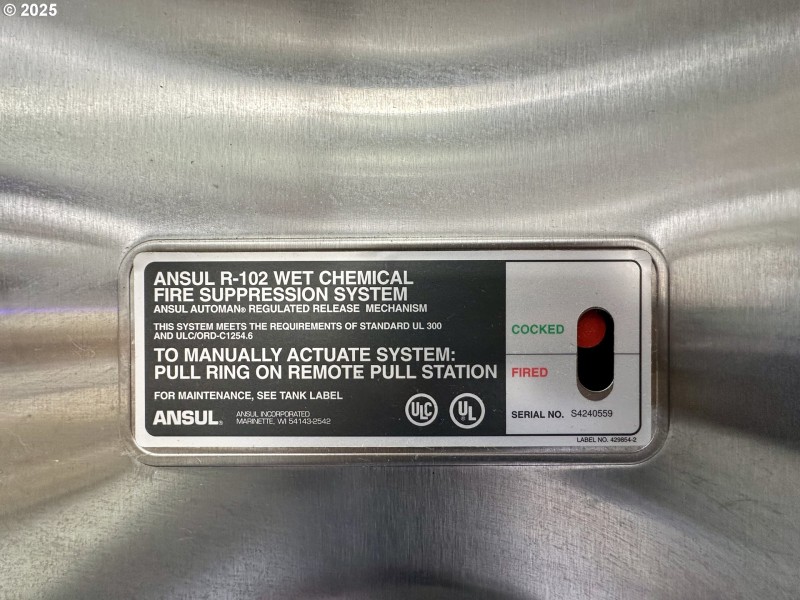 © 2025
ANSUL R-102 WET CHEMICAL
FIRE SUPPRESSION SYSTEM
ANSUL AUTOMAN® REGULATED RELEASE MECHANISM
THIS SYSTEM MEETS THE REQUIREMENTS OF STANDARD UL 300
AND ULC/ORD-C1254.6
TO MANUALLY ACTUATE SYSTEM:
PULL RING ON REMOTE PULL STATION
FOR MAINTENANCE, SEE TANK LABEL
ANSUL®
ANSUL INCORPORATED
MARINETTE, WI 54143-2542
ULC
UL
COCKED
FIRED
SERIAL NO. S4240559
LABEL NO. 429854-2